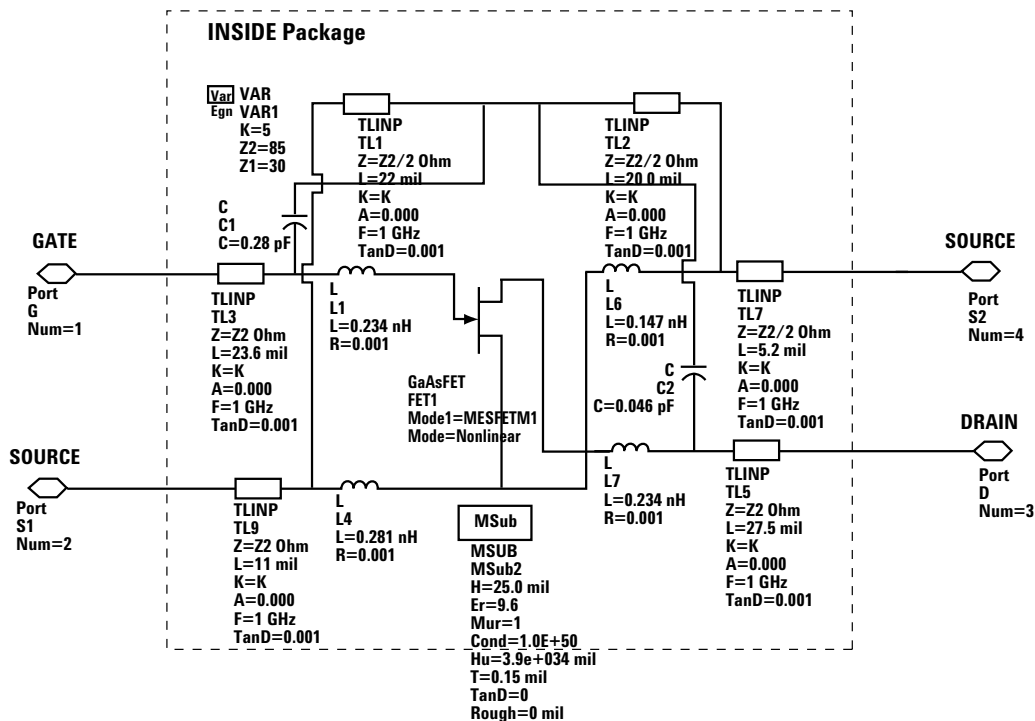 INSIDE Package
Var
Egn
VAR
VAR1
K=5
Z2=85
Z1=30
TLINP
TL1
Z=Z2/2 Ohm
L=22 mil
K=K
A=0.000
F=1 GHz
TanD=0.001
TLINP
TL2
Z=Z2/2 Ohm
L=20 0 mil
K=K
A=0.000
F=1 GHz
TanD=0.001
C
C1
C=0.28 pF
GATE
Port
G
Num=1
TLINP
TL3
Z=Z2 Ohm
L=23.6 mil
K=K
A=0.000
F=1 GHz
TanD=0.001
L
L1
L=0.234 nH
R=0.001
GaAsFET
FET1
Mode1=MESFETM1
Mode=Nonlinear
L
L6
L=0.147 nH
R=0.001
C
C2
C=0.046 pF
TLINP
TL7
Z=Z2/2 Ohm
L=5.2 mil
K=K
A=0.000
F=1 GHz
TanD=0.001
SOURCE
Port
S2
Num=4
SOURCE
Port
S1
Num=2
TLINP
TL9
Z=Z2 Ohm
L=11 mil
K=K
A=0.000
F=1 GHz
TanD=0.001
L
L4
L=0.281 nH
R=0.001
L
L7
L=0.234 nH
R=0.001
TLINP
TL5
Z=Z2 Ohm
L=27.5 mil
K=K
A=0.000
F=1 GHz
TanD=0.001
DRAIN
Port
D
Num=3
MSub
MSUB
MSub2
H=25.0 mil
Er=9.6
Mur=1
Cond=1.0E+50
Hu=3.9e+034 mil
T=0.15 mil
TanD=0
Rough=0 mil